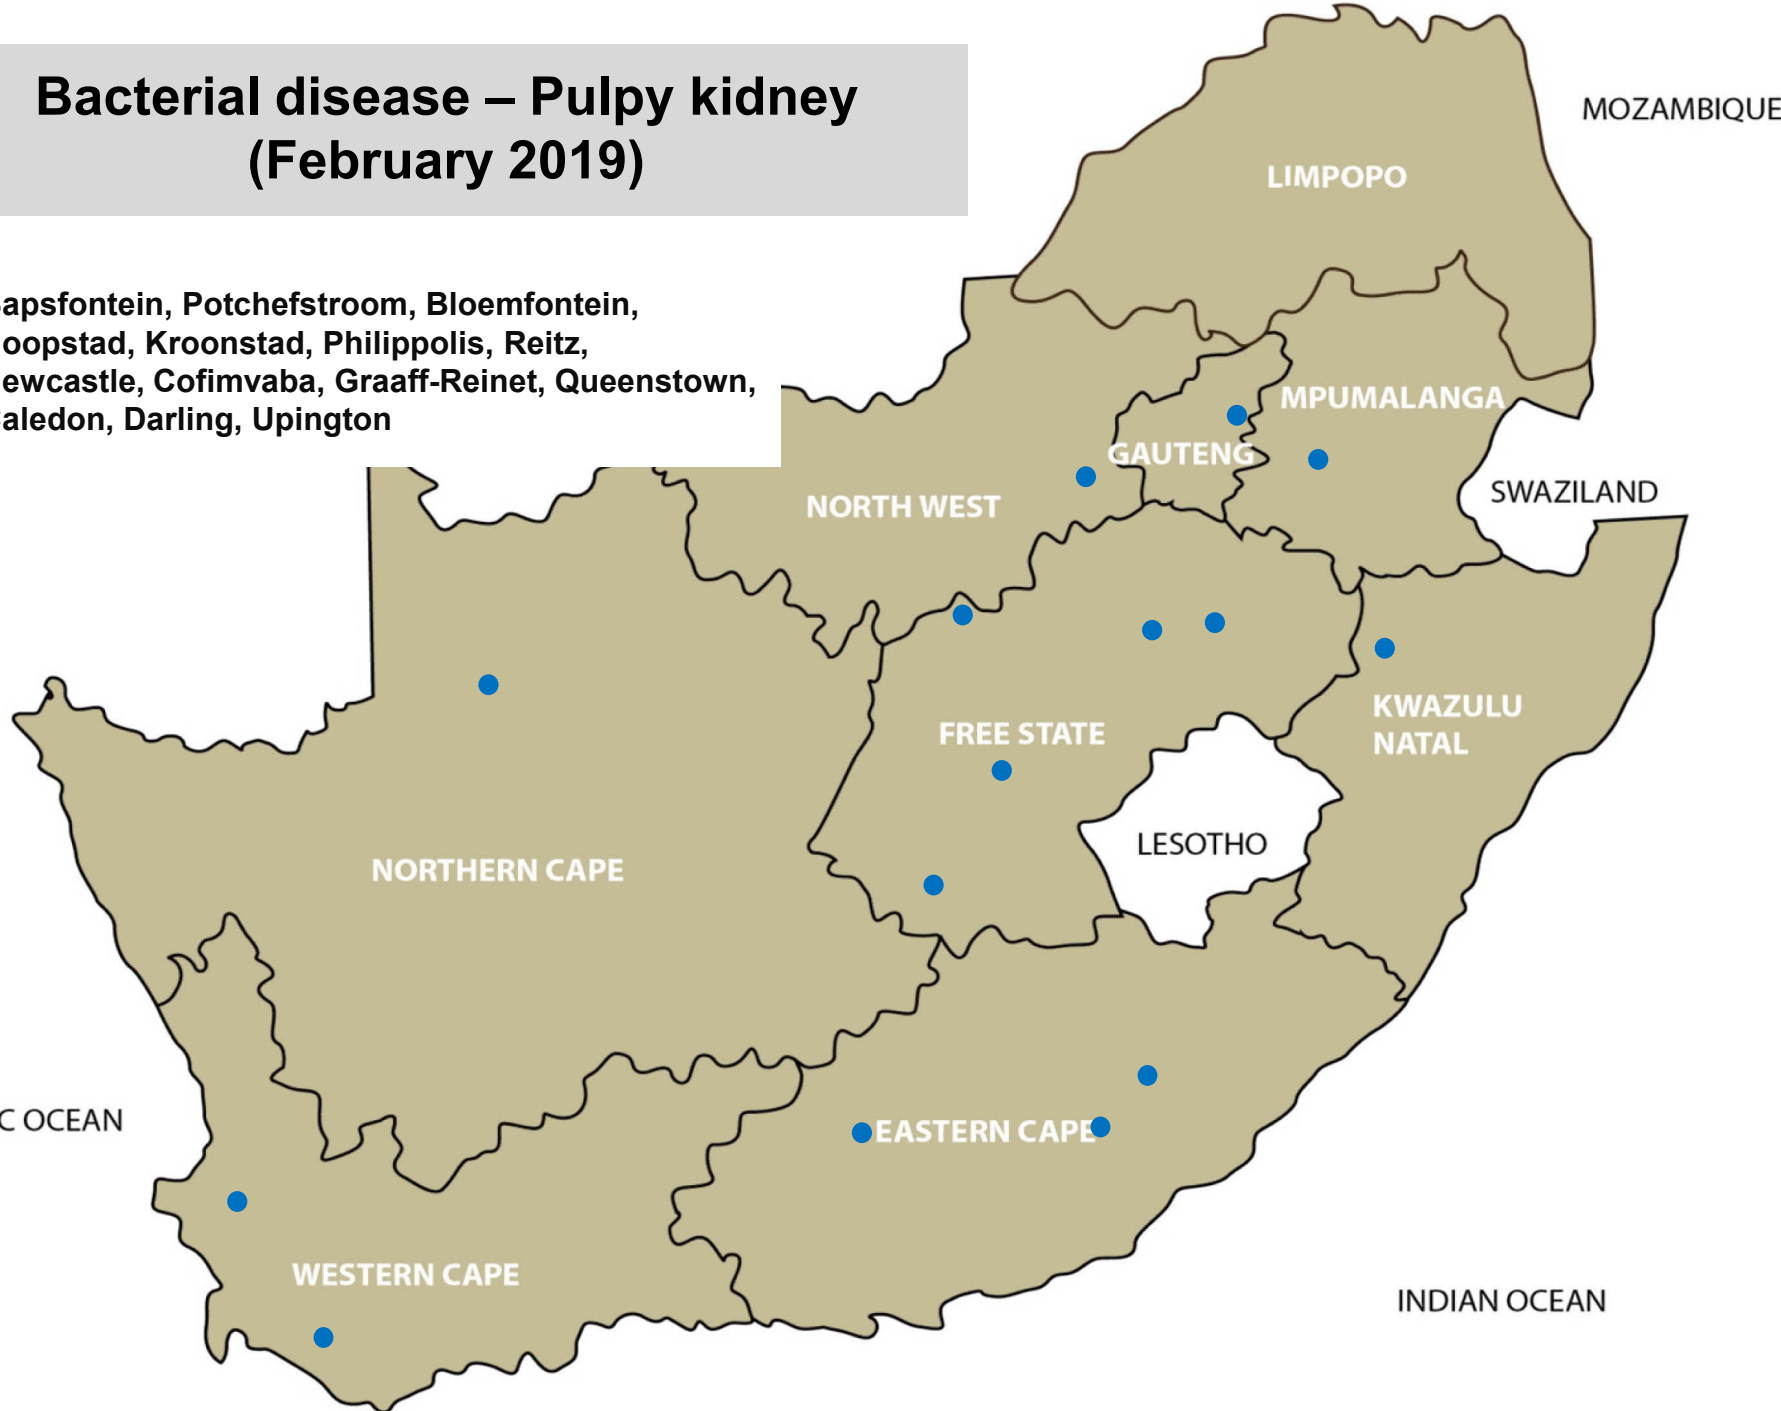 Bacterial disease – Pulpy kidney
(February 2019)
MOZAMBIQUE
LIMPOPO
apsfontein, Potchefstroom, Bloemfontein,
oopstad, Kroonstad, Philippolis, Reitz,
ewcastle, Cofimvaba, Graaff-Reinet, Queenstown,
aledon, Darling, Upington
MPUMALANGA
GAUTENG
NORTH WEST
SWAZILAND
KWAZULU
NATAL
FREE STATE
LESOTHO
NORTHERN CAPE
C OCEAN
EASTERN CAPE
WESTERN CAPE
INDIAN OCEAN